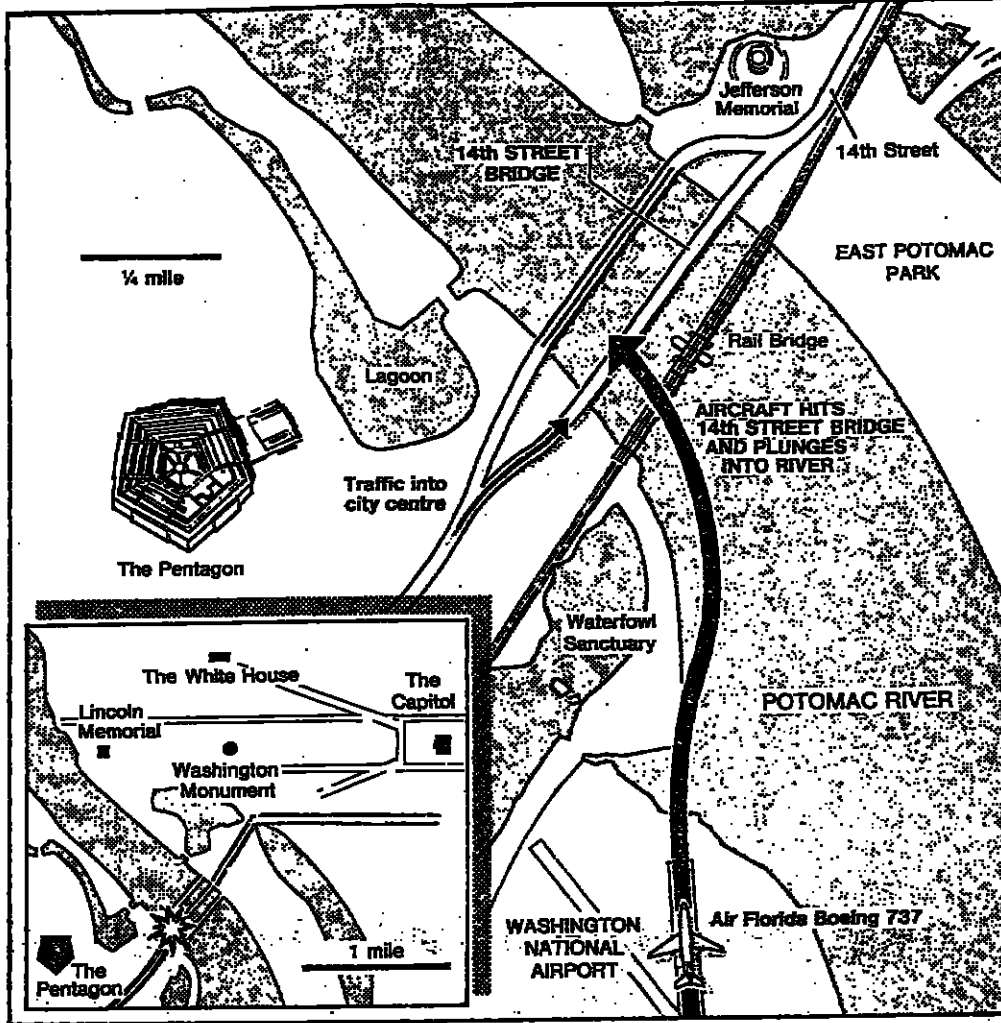 Jefferson
Memorial
14th STREET
BRIDGE
14th Street
EAST POTOMAC
PARK
¼ mile
Rail Bridge
Lagoon
AIRCRAFT HITS
14th STREET BRIDGE
AND PLUNGES
INTO RIVER
Traffic into
city centre
The Pentagon
Waterfowl
Sanctuary
POTOMAC RIVER
The White House
The
Capitol
Lincoln
Memorial
Washington
Monument
1 mile
The
Pentagon
WASHINGTON
NATIONAL
AIRPORT
Air Florida Boeing 737